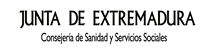 JUNTA DE EXTREMADURA
Consejería de Sanidad y Servicios Sociales